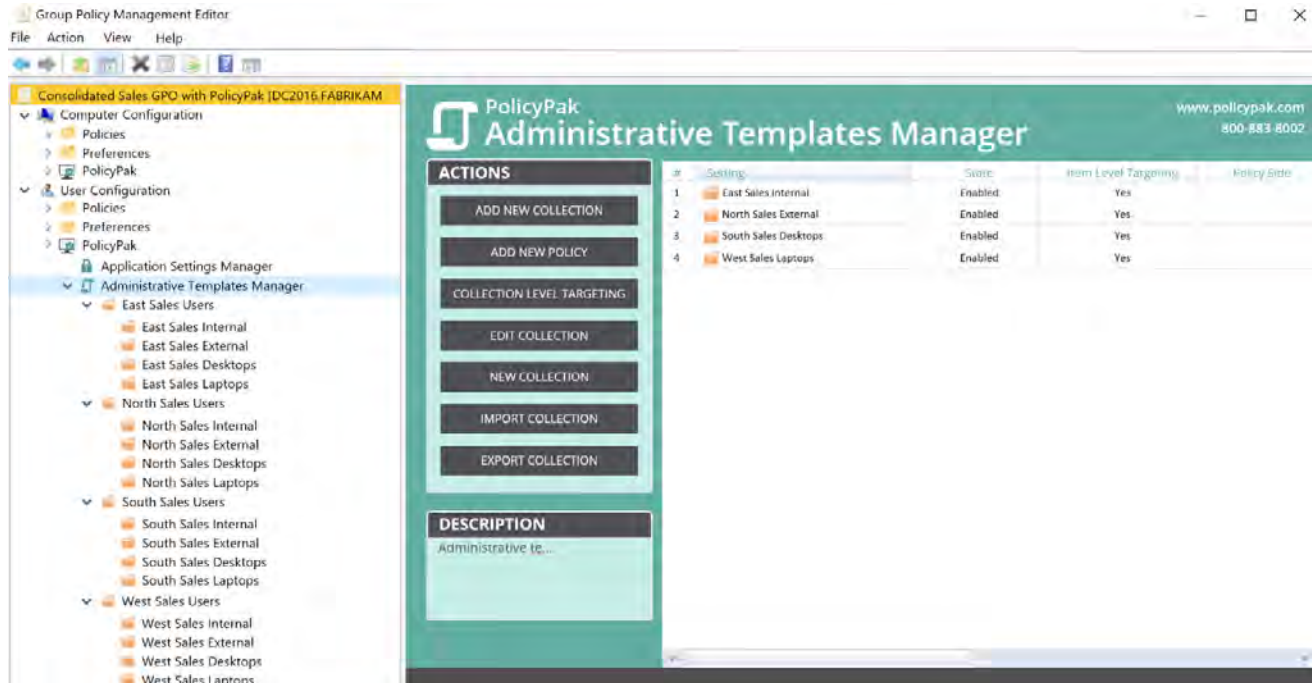 Group Policy Management Editor
File Action View Help
Consolidated Sales GPO with PolicyPak [DC2016.FABRIKAM
Computer Configuration
Policies
Preferences
PolicyPak
User Configuration
Policies
Preferences
PolicyPak
Application Settings Manager
Administrative Templates Manager
East Sales Users
East Sales Internal
East Sales External
East Sales Desktops
East Sales Laptops
North Sales Users
North Sales Internal
North Sales External
North Sales Desktops
North Sales Laptops
South Sales Users
South Sales Internal
South Sales External
South Sales Desktops
South Sales Laptops
West Sales Users
West Sales Internal
West Sales External
West Sales Desktops
West Sales Laptops
PolicyPak
Administrative Templates Manager
www.policypak.com
800-883-8002
ACTIONS
ADD NEW COLLECTION
ADD NEW POLICY
COLLECTION LEVEL TARGETING
EDIT COLLECTION
NEW COLLECTION
IMPORT COLLECTION
EXPORT COLLECTION
DESCRIPTION
Administrative te...
# Setting State Item Level Targeting Policy Side
1 East Sales Internal Enabled Yes
2 North Sales External Enabled Yes
3 South Sales Desktops Enabled Yes
4 West Sales Laptops Enabled Yes